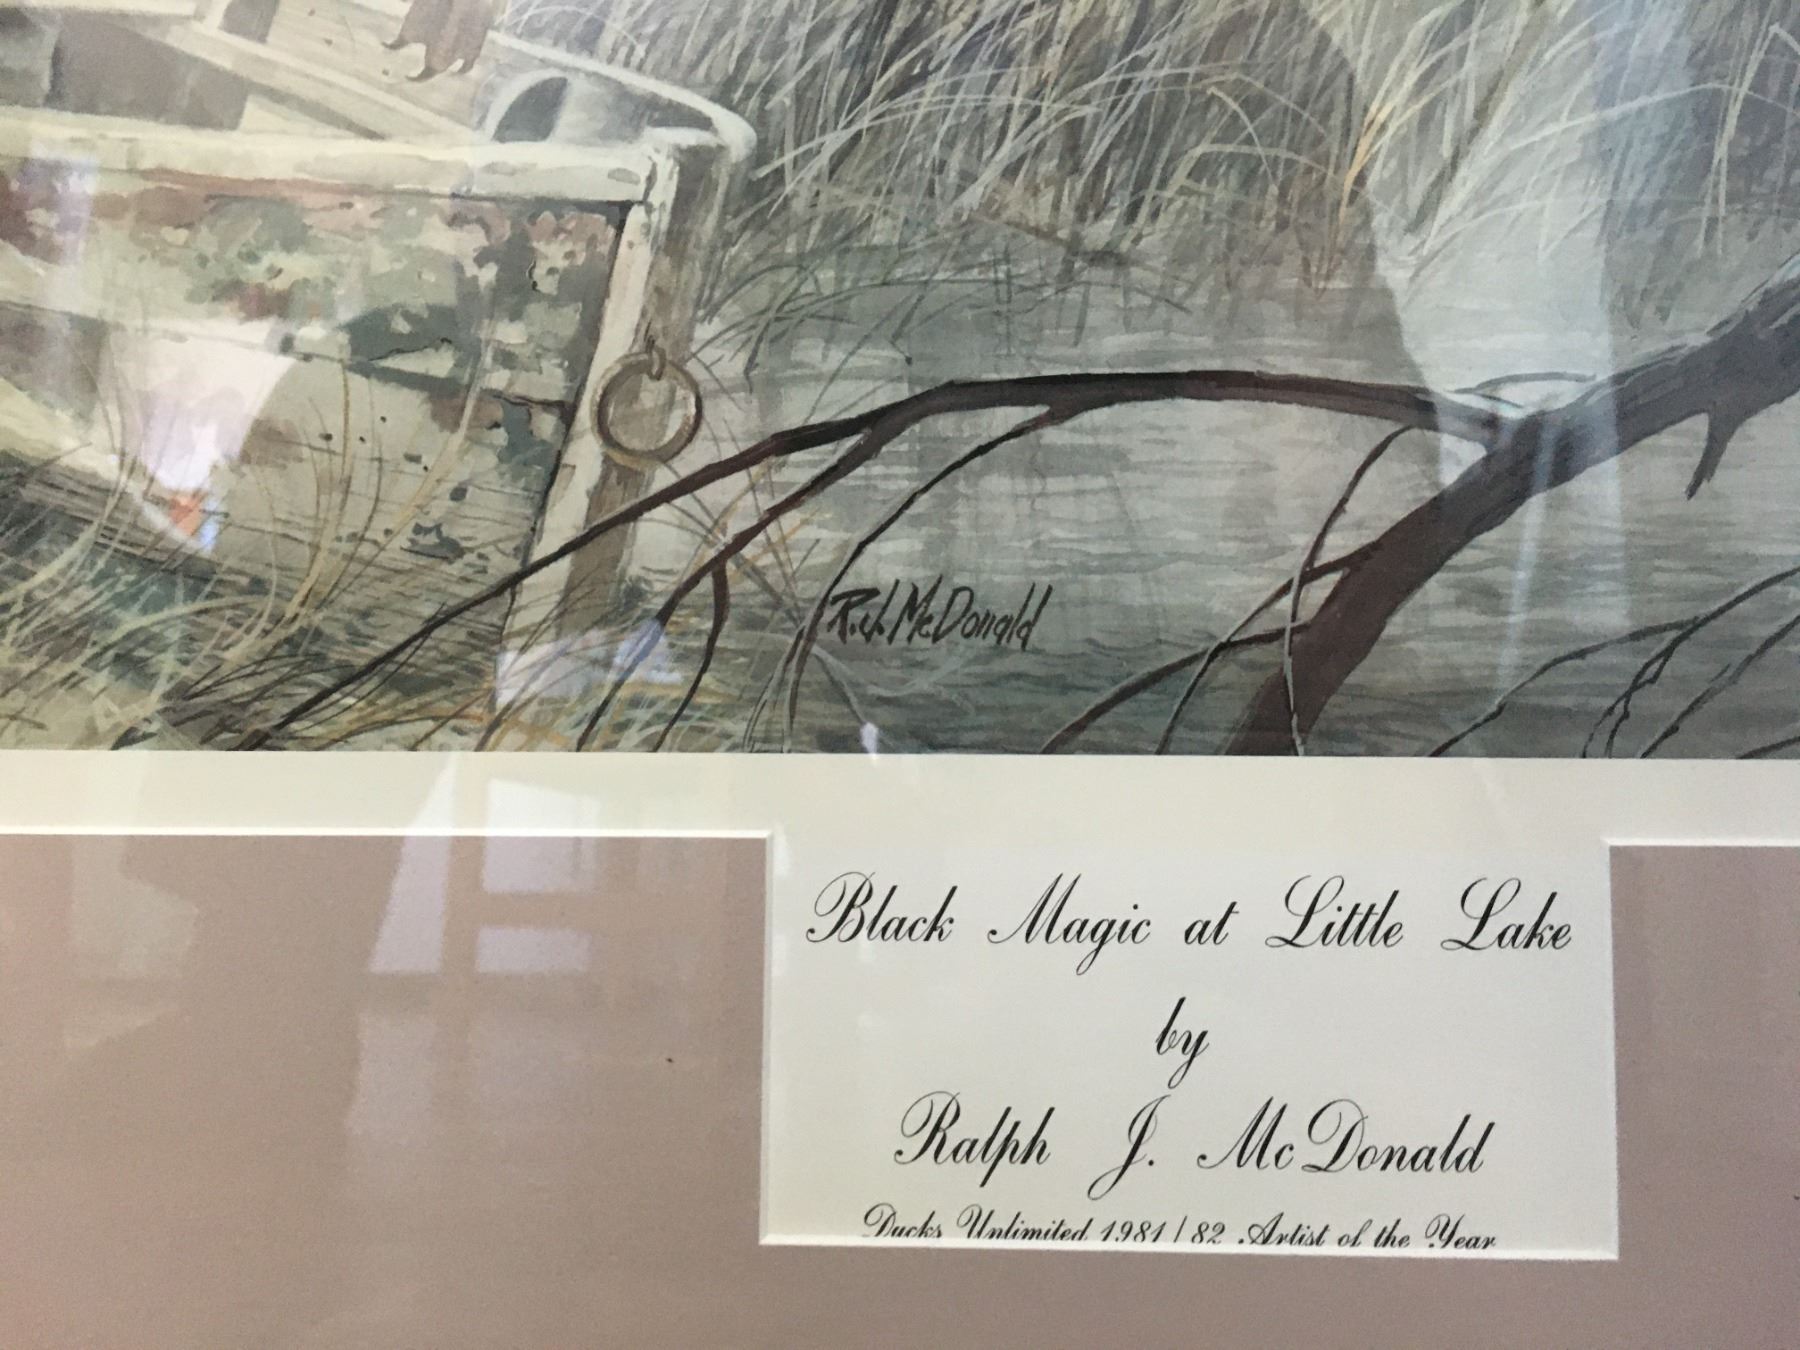 R.J. McDonald
Black Magic at Little Lake
by
Ralph J. McDonald
Ducks Unlimited 1981/82 Artist of the Year